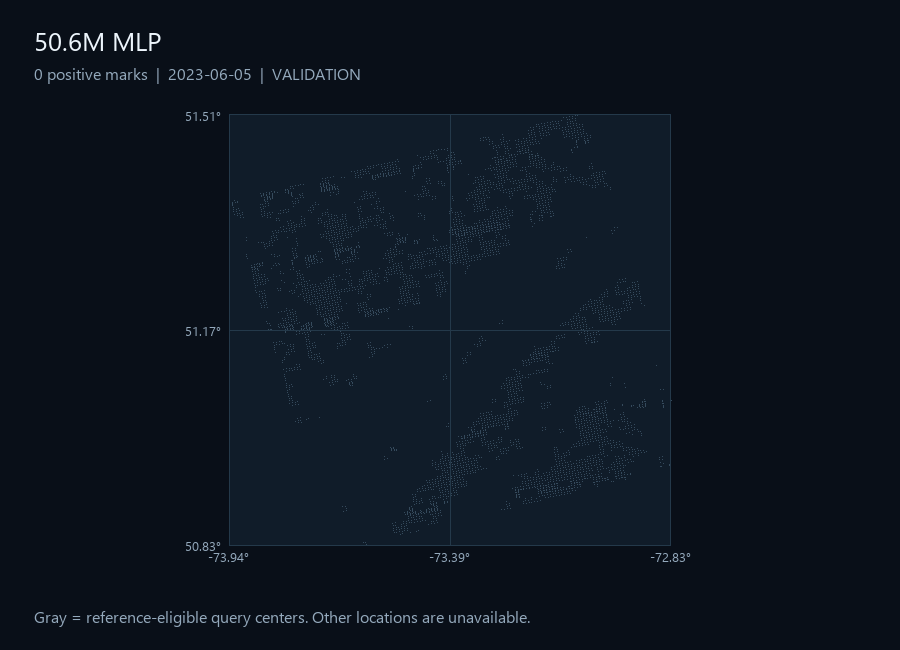 50.6M MLP
0 positive marks | 2023-06-05 | VALIDATION
51.51°
51.17°
50.83°
-73.94°
-73.39°
-72.83°
Gray = reference-eligible query centers. Other locations are unavailable.